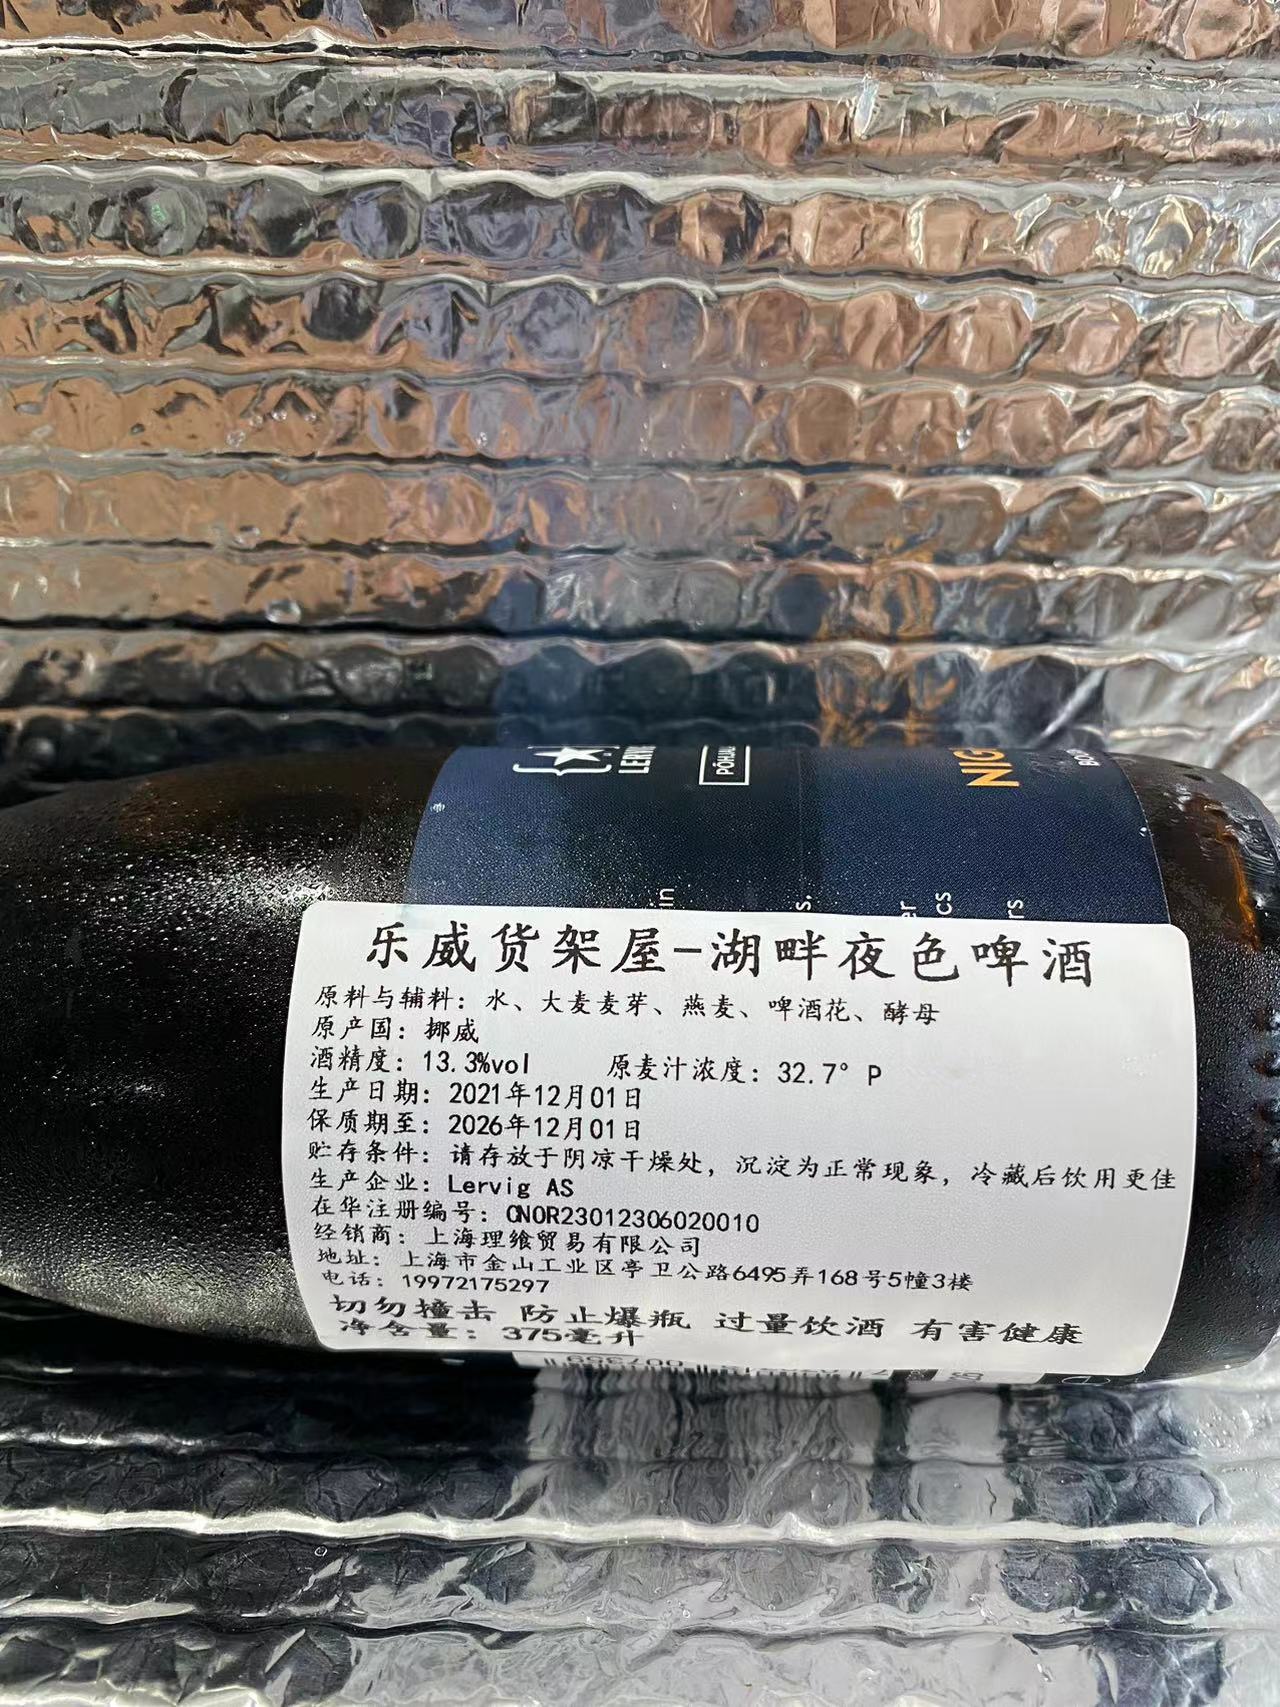 LERVI
PÕHJAL
NIG
in
s.
er
cs
rs
乐威货架屋-湖畔夜色啤酒
原料与辅料：水、大麦麦芽、燕麦、啤酒花、酵母
原产国：挪威
酒精度：13.3%vol 原麦汁浓度：32.7° P
生产日期：2021年12月01日
保质期至：2026年12月01日
贮存条件：请存放于阴凉干燥处，沉淀为正常现象，冷藏后饮用更佳
生产企业：Lervig AS
在华注册编号：CNOR23012306020010
经销商：上海理飨贸易有限公司
地址：上海市金山工业区亭卫公路6495弄168号5幢3楼
电话：19972175297
切勿撞击 防止爆瓶 过量饮酒 有害健康
净含量：375毫升